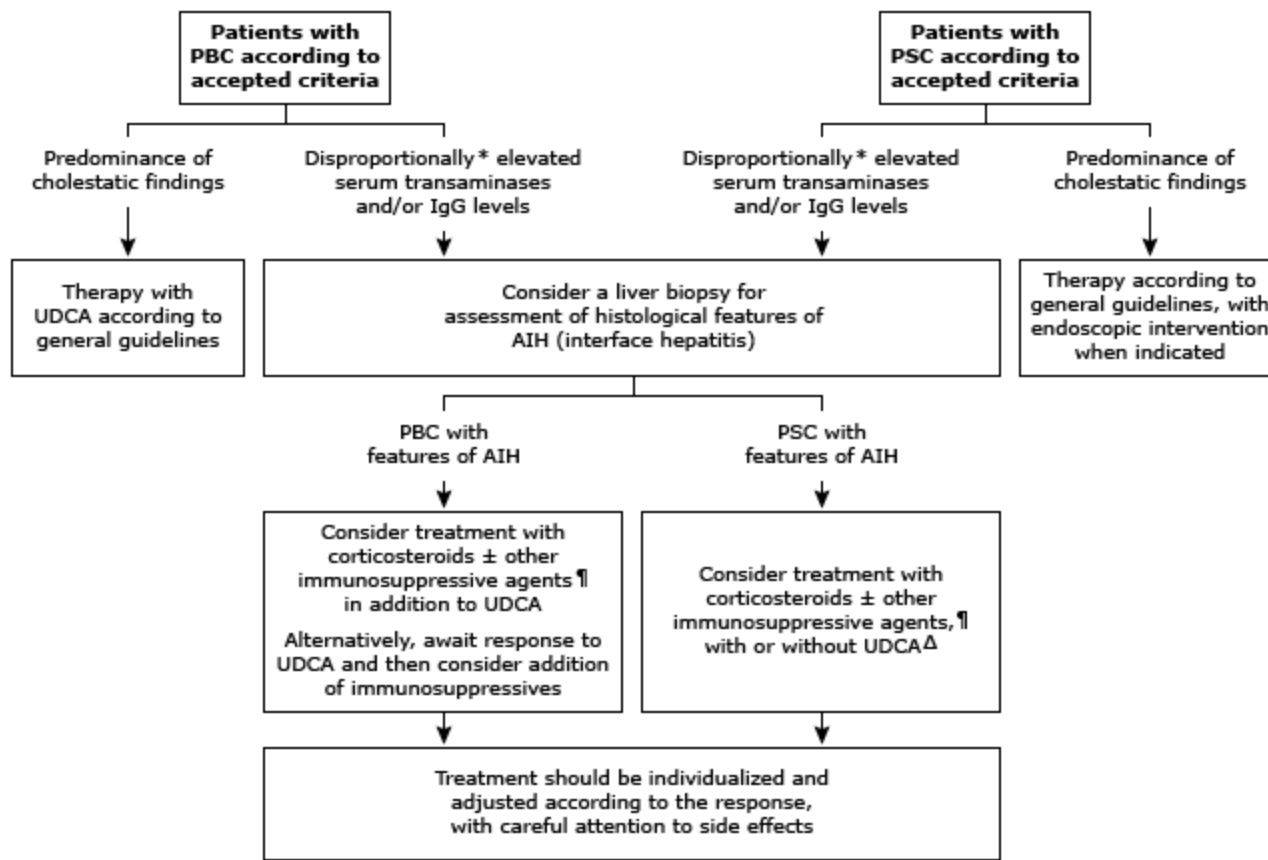 Patients with
PBC according to
accepted criteria
Patients with
PSC according to
accepted criteria
Predominance of
cholestatic findings
Disproportionally* elevated
serum transaminases
and/or IgG levels
Disproportionally* elevated
serum transaminases
and/or IgG levels
Predominance of
cholestatic findings
Therapy with
UDCA according to
general guidelines
Consider a liver biopsy for
assessment of histological features of
AIH (interface hepatitis)
Therapy according to
general guidelines, with
endoscopic intervention
when indicated
PBC with
features of AIH
PSC with
features of AIH
Consider treatment with
corticosteroids ± other
immunosuppressive agents¶
in addition to UDCA
Alternatively, await response to
UDCA and then consider addition
of immunosuppressives
Consider treatment with
corticosteroids ± other
immunosuppressive agents,¶
with or without UDCAΔ
Treatment should be individualized and
adjusted according to the response,
with careful attention to side effects